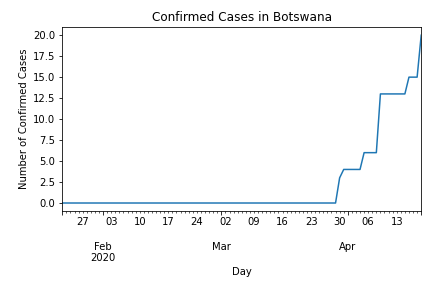 Confirmed Cases in Botswana
20.0
17.5
15.0
12.5
10.0
7.5
5.0
2.5
0.0
Number of Confirmed Cases
27 03 10 17 24 02 09 16 23 30 06 13
Feb Mar Apr
2020
Day